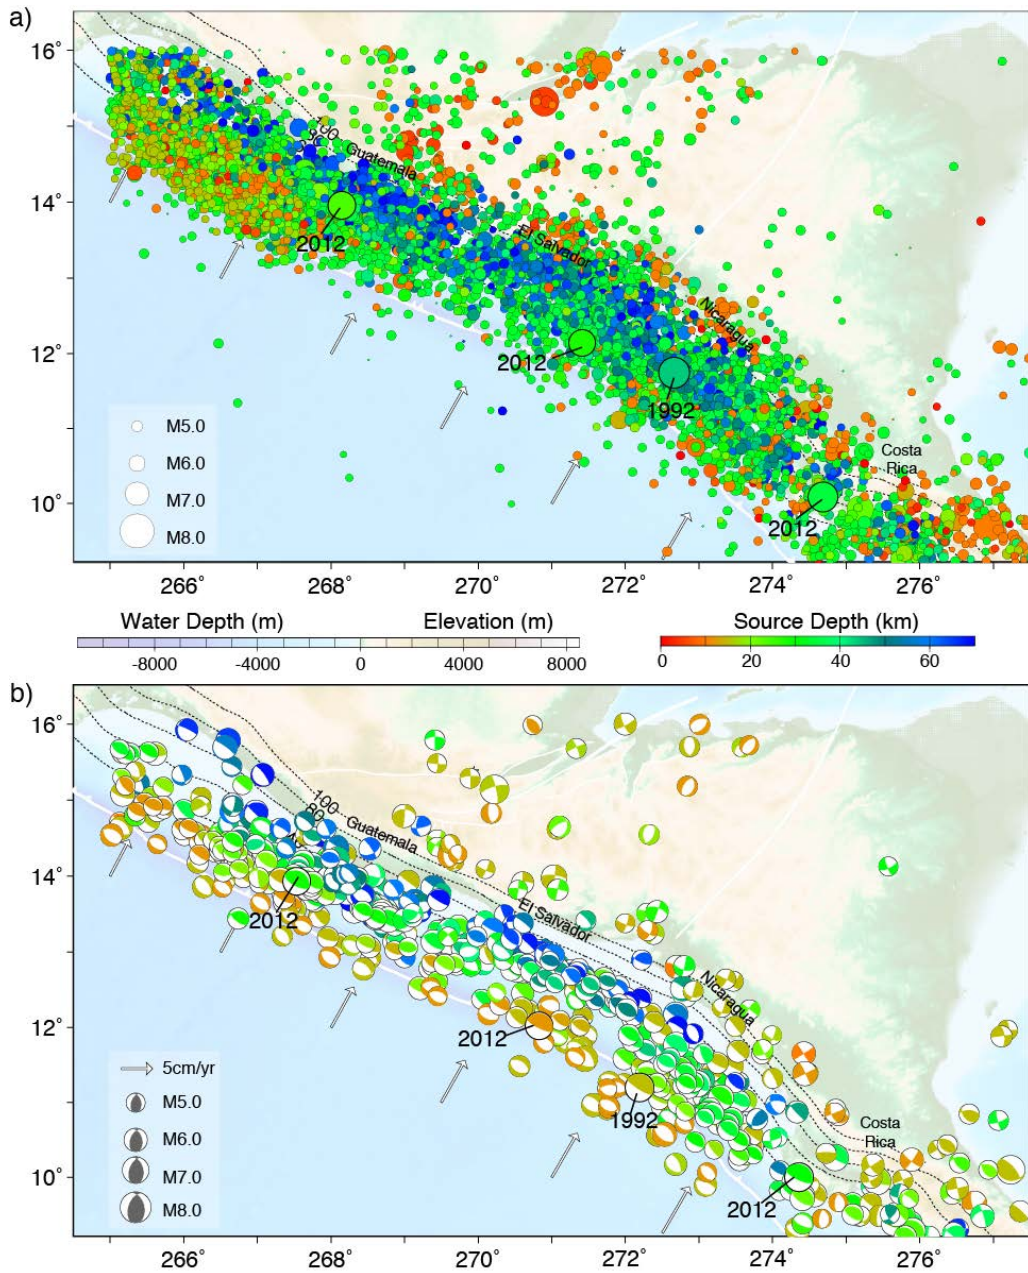 a)
16°
14°
12°
10°
100
Guatemala
El Salvador
Nicaragua
Costa
Rica
2012
2012
1992
2012
M5.0
M6.0
M7.0
M8.0
266°
268°
270°
272°
274°
276°
Water Depth (m)
Elevation (m)
Source Depth (km)
-8000
-4000
0
4000
8000
0
20
40
60
b)
16°
14°
12°
10°
100
80
Guatemala
El Salvador
Nicaragua
Costa
Rica
2012
2012
1992
2012
5cm/yr
M5.0
M6.0
M7.0
M8.0
266°
268°
270°
272°
274°
276°